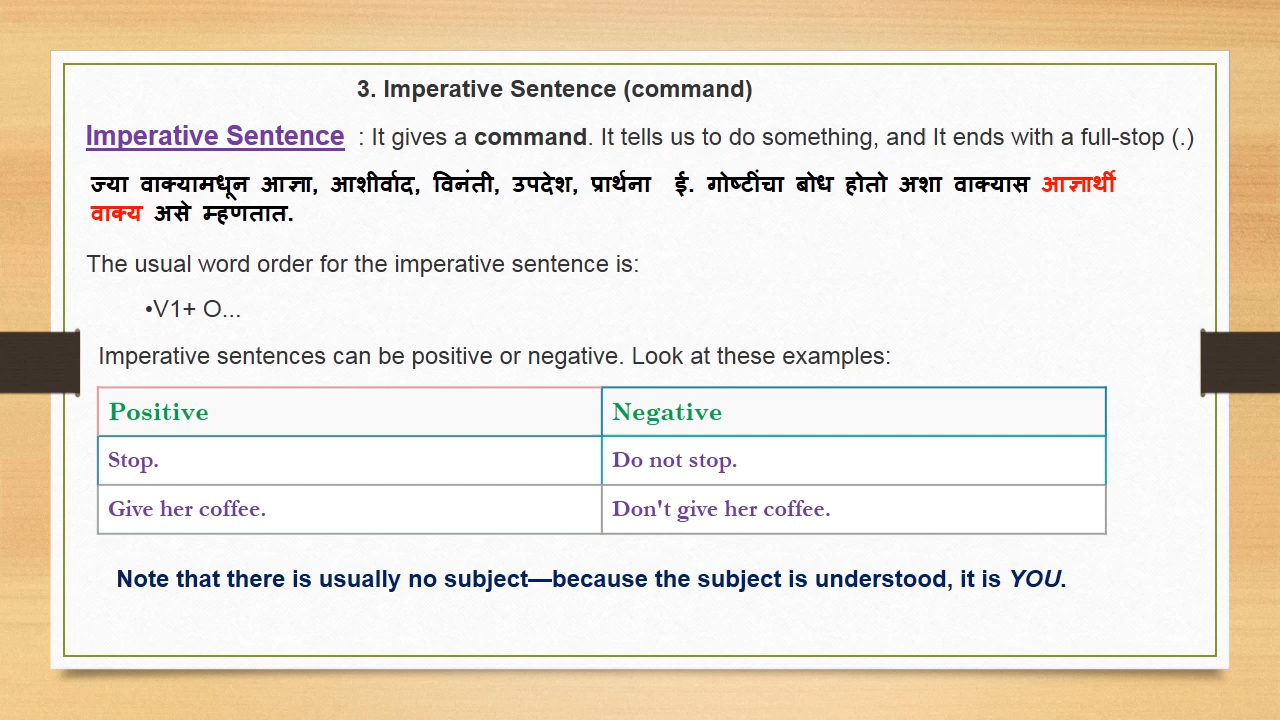 3. Imperative Sentence (command)
Imperative Sentence : It gives a command. It tells us to do something, and It ends with a full-stop (.)
ज्या वाक्यामधून आज्ञा, आशीर्वाद, विनंती, उपदेश, प्रार्थना ई. गोष्टींचा बोध होतो अशा वाक्यास आज्ञार्थी
वाक्य असे म्हणतात.
The usual word order for the imperative sentence is:
•V1+ O...
Imperative sentences can be positive or negative. Look at these examples:
Positive Negative
Stop. Do not stop.
Give her coffee. Don't give her coffee.
Note that there is usually no subject—because the subject is understood, it is YOU.